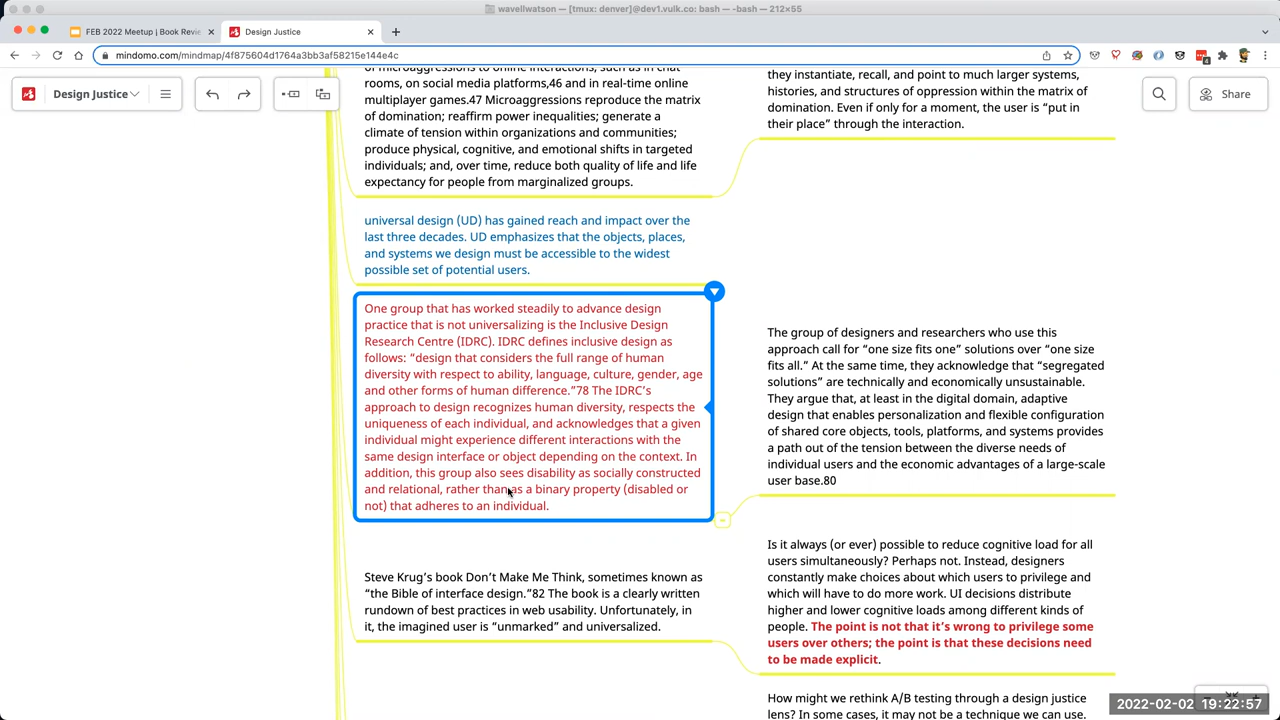 wavellwatson — [tmux: denver]@dev1.vulk.co: bash — -bash — 212×55
FEB 2022 Meetup | Book Revie
Design Justice
mindomo.com/mindmap/4f875604d1764a3bb3af58215e144e4c
Design Justice
Share
of microaggressions to online interactions, such as in chat
rooms, on social media platforms,46 and in real-time online
multiplayer games.47 Microaggressions reproduce the matrix
of domination; reaffirm power inequalities; generate a
climate of tension within organizations and communities;
produce physical, cognitive, and emotional shifts in targeted
individuals; and, over time, reduce both quality of life and life
expectancy for people from marginalized groups.
they instantiate, recall, and point to much larger systems,
histories, and structures of oppression within the matrix of
domination. Even if only for a moment, the user is “put in
their place” through the interaction.
universal design (UD) has gained reach and impact over the
last three decades. UD emphasizes that the objects, places,
and systems we design must be accessible to the widest
possible set of potential users.
One group that has worked steadily to advance design
practice that is not universalizing is the Inclusive Design
Research Centre (IDRC). IDRC defines inclusive design as
follows: “design that considers the full range of human
diversity with respect to ability, language, culture, gender, age
and other forms of human difference.”78 The IDRC’s
approach to design recognizes human diversity, respects the
uniqueness of each individual, and acknowledges that a given
individual might experience different interactions with the
same design interface or object depending on the context. In
addition, this group also sees disability as socially constructed
and relational, rather than as a binary property (disabled or
not) that adheres to an individual.
The group of designers and researchers who use this
approach call for “one size fits one” solutions over “one size
fits all.” At the same time, they acknowledge that “segregated
solutions” are technically and economically unsustainable.
They argue that, at least in the digital domain, adaptive
design that enables personalization and flexible configuration
of shared core objects, tools, platforms, and systems provides
a path out of the tension between the diverse needs of
individual users and the economic advantages of a large-scale
user base.80
Steve Krug’s book Don’t Make Me Think, sometimes known as
“the Bible of interface design.”82 The book is a clearly written
rundown of best practices in web usability. Unfortunately, in
it, the imagined user is “unmarked” and universalized.
Is it always (or ever) possible to reduce cognitive load for all
users simultaneously? Perhaps not. Instead, designers
constantly make choices about which users to privilege and
which will have to do more work. UI decisions distribute
higher and lower cognitive loads among different kinds of
people. The point is not that it’s wrong to privilege some
users over others; the point is that these decisions need
to be made explicit.
How might we rethink A/B testing through a design justice
lens? In some cases, it may not be a technique we can use.
2022-02-02 19:22:57